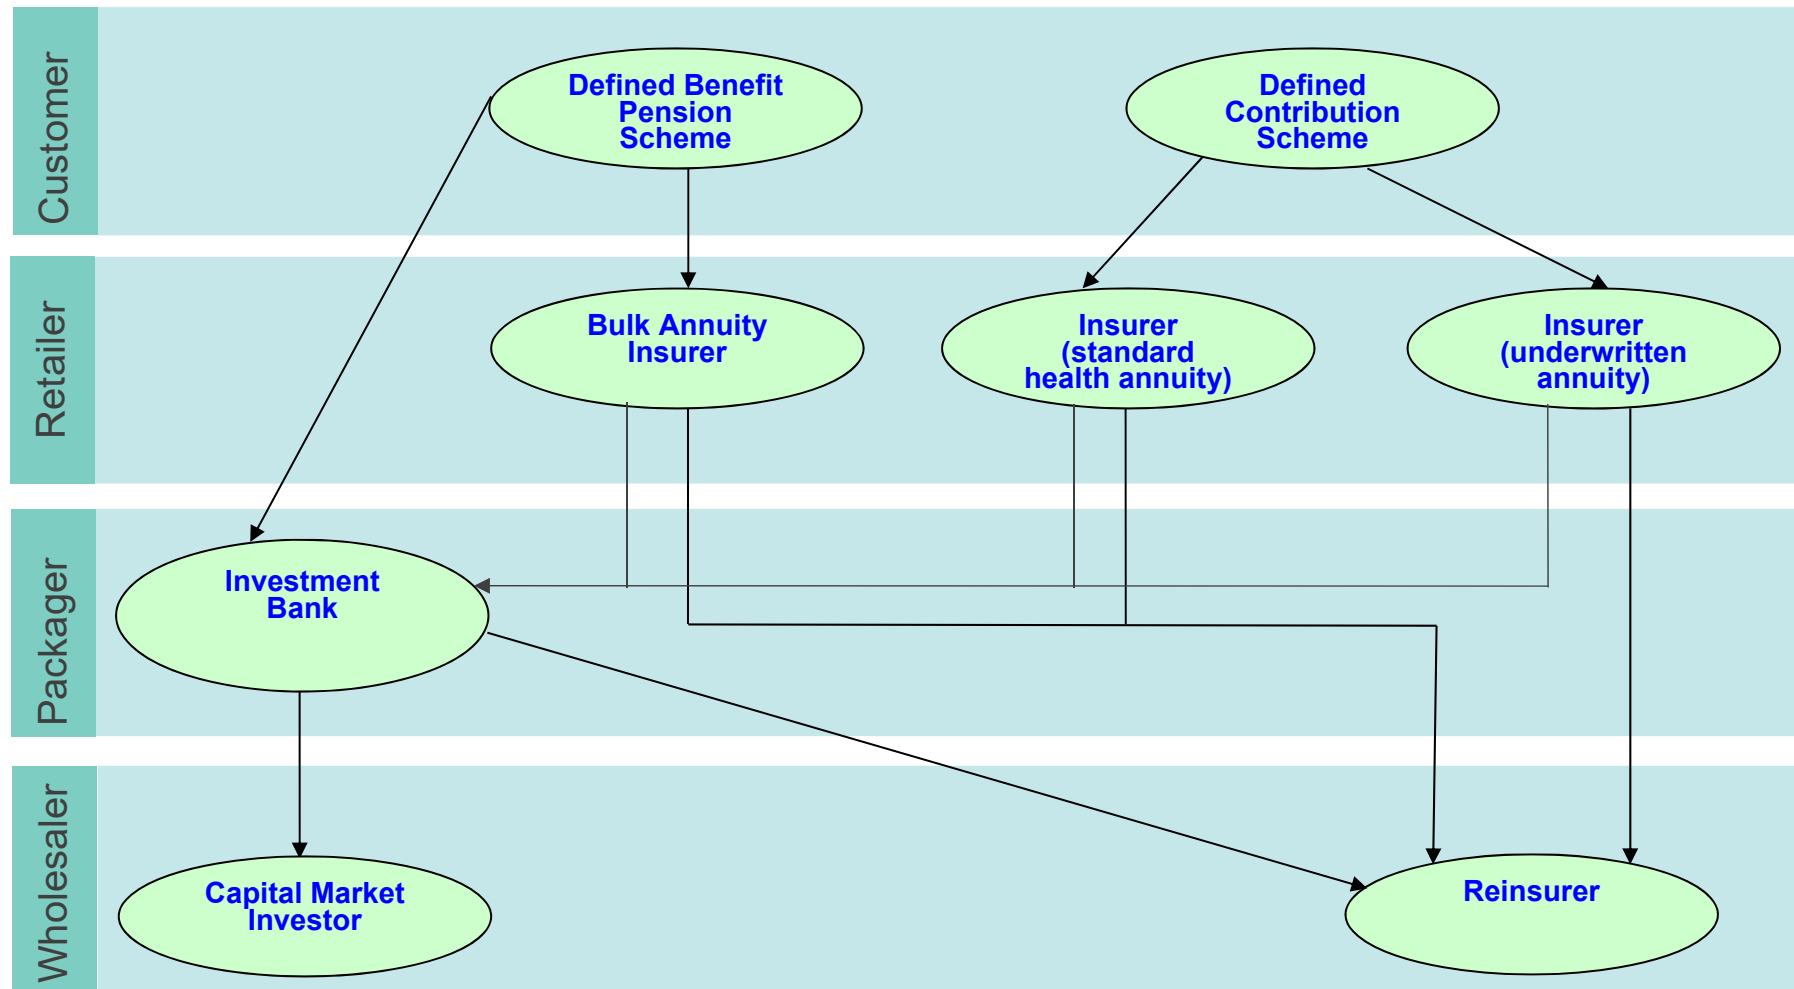 Customer
Defined Benefit
Pension
Scheme
Defined
Contribution
Scheme
Retailer
Bulk Annuity
Insurer
Insurer
(standard
health annuity)
Insurer
(underwritten
annuity)
Packager
Investment
Bank
Wholesaler
Capital Market
Investor
Reinsurer